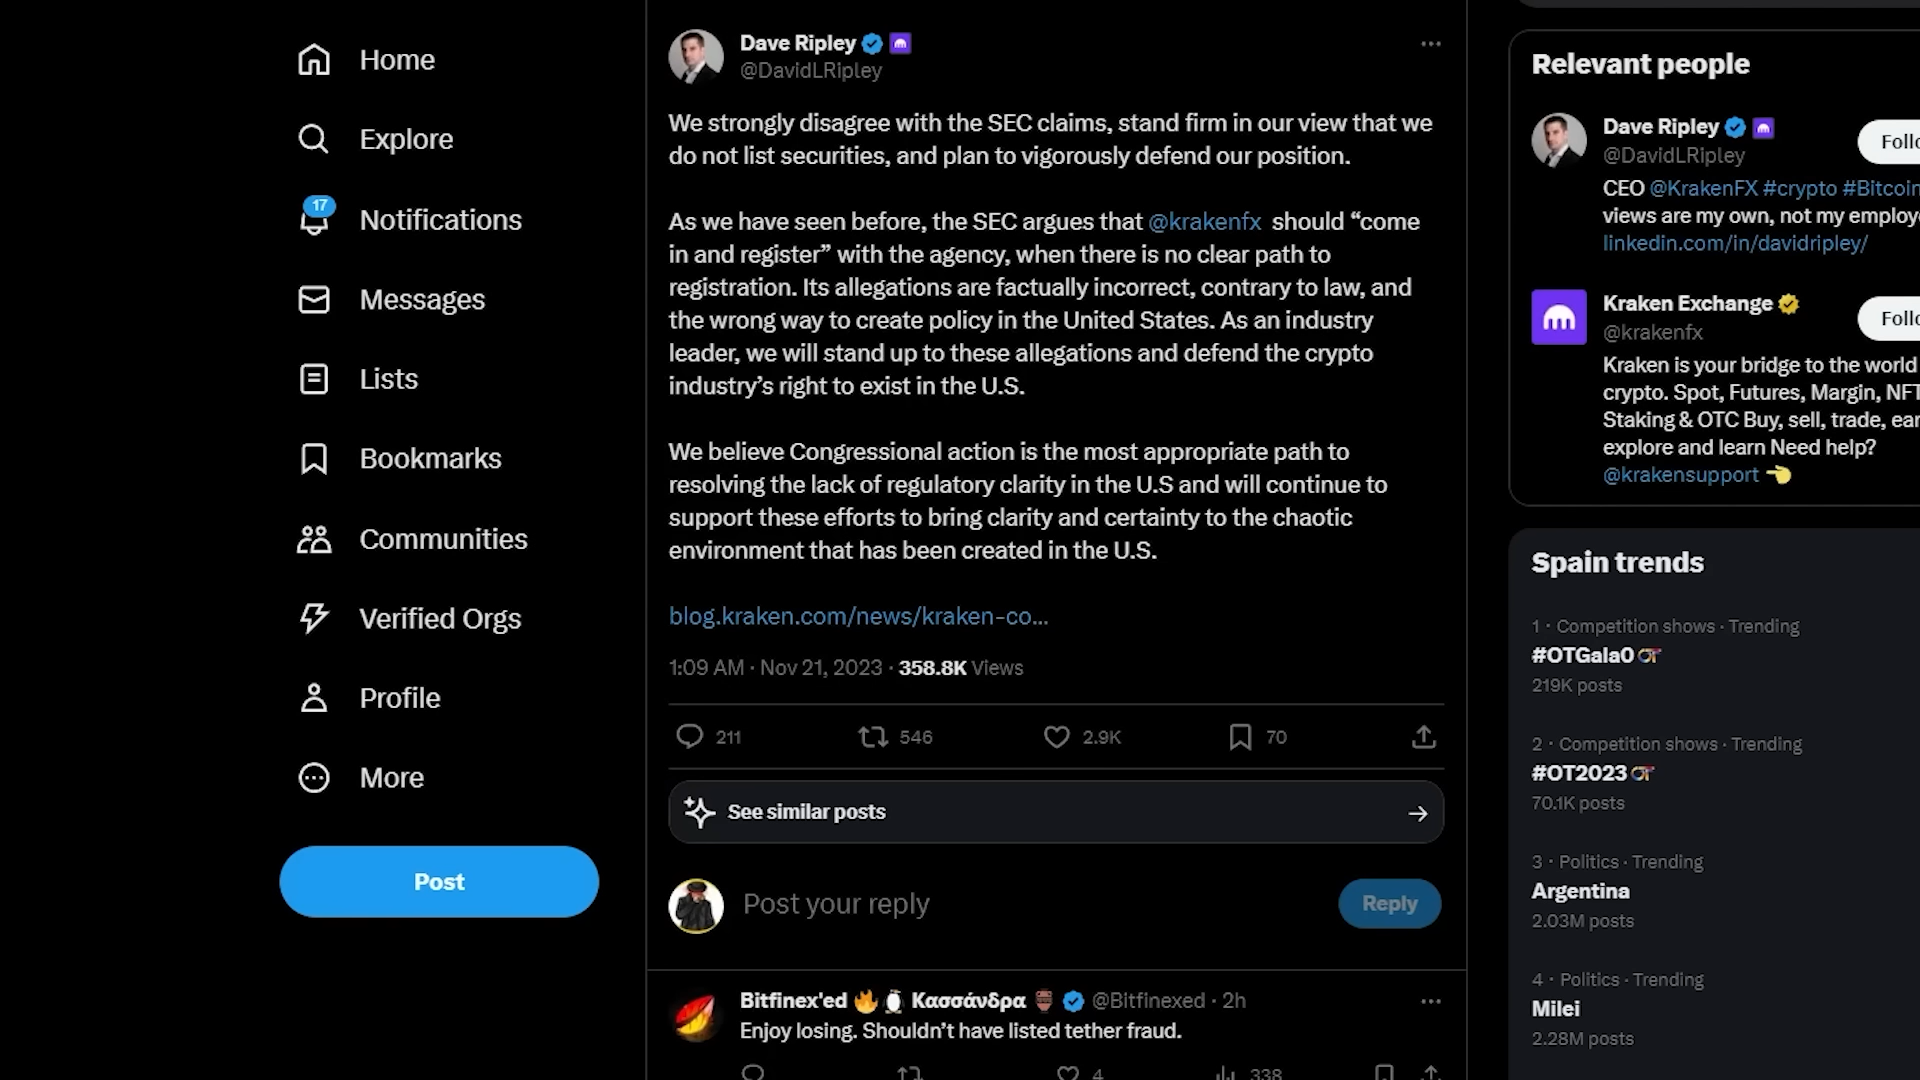 Home
Explore
17
Notifications
Messages
Lists
Bookmarks
Communities
Verified Orgs
Profile
More
Post
Dave Ripley
@DavidLRipley
We strongly disagree with the SEC claims, stand firm in our view that we
do not list securities, and plan to vigorously defend our position.
As we have seen before, the SEC argues that @krakenfx should “come
in and register” with the agency, when there is no clear path to
registration. Its allegations are factually incorrect, contrary to law, and
the wrong way to create policy in the United States. As an industry
leader, we will stand up to these allegations and defend the crypto
industry’s right to exist in the U.S.
We believe Congressional action is the most appropriate path to
resolving the lack of regulatory clarity in the U.S and will continue to
support these efforts to bring clarity and certainty to the chaotic
environment that has been created in the U.S.
blog.kraken.com/news/kraken-co…
1:09 AM · Nov 21, 2023 · 358.8K Views
211 546 2.9K 70
See similar posts
Post your reply
Reply
Bitfinex'ed 🔥🐧 Κασσάνδρα 🏺 @Bitfinexed · 2h
Enjoy losing. Shouldn’t have listed tether fraud.
4 338
Relevant people
Dave Ripley
@DavidLRipley
Follo
CEO @KrakenFX #crypto #Bitcoin
views are my own, not my employ
linkedin.com/in/davidripley/
Kraken Exchange
@krakenfx
Follo
Kraken is your bridge to the world
crypto. Spot, Futures, Margin, NFT
Staking & OTC Buy, sell, trade, ear
explore and learn Need help?
@krakensupport 👈
Spain trends
1 · Competition shows · Trending
#OTGala0
219K posts
2 · Competition shows · Trending
#OT2023
70.1K posts
3 · Politics · Trending
Argentina
2.03M posts
4 · Politics · Trending
Milei
2.28M posts